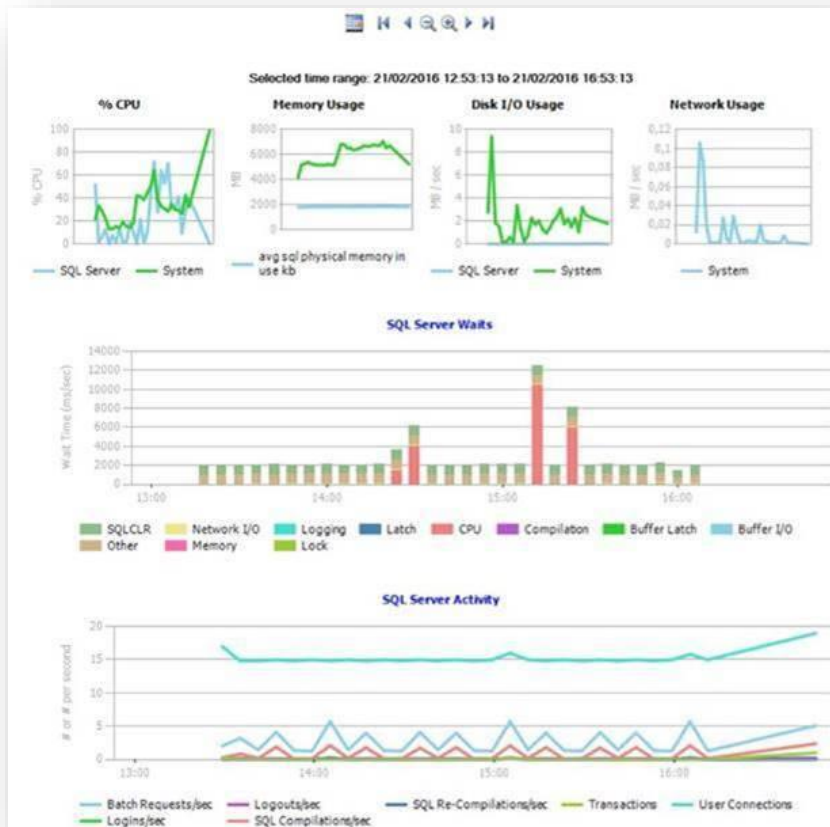 Selected time range: 21/02/2016 12:53:13 to 21/02/2016 16:53:13
% CPU
Memory Usage
Disk I/O Usage
Network Usage
% CPU
100
80
60
40
20
0
SQL Server
System
MB
8000
6000
4000
2000
0
avg sql physical memory in
use kb
MB / sec
10
8
6
4
2
0
SQL Server
System
MB / sec
0,12
0,1
0,08
0,06
0,04
0,02
0
System
SQL Server Waits
Wait Time (ms/sec)
14000
12000
10000
8000
6000
4000
2000
0
13:00 14:00 15:00 16:00
SQLCLR Network I/O Logging Latch CPU Compilation Buffer Latch Buffer I/O
Other Memory Lock
SQL Server Activity
# or # per second
20
15
10
5
0
13:00 14:00 15:00 16:00
Batch Requests/sec Logouts/sec SQL Re-Compilations/sec Transactions User Connections
Logins/sec SQL Compilations/sec